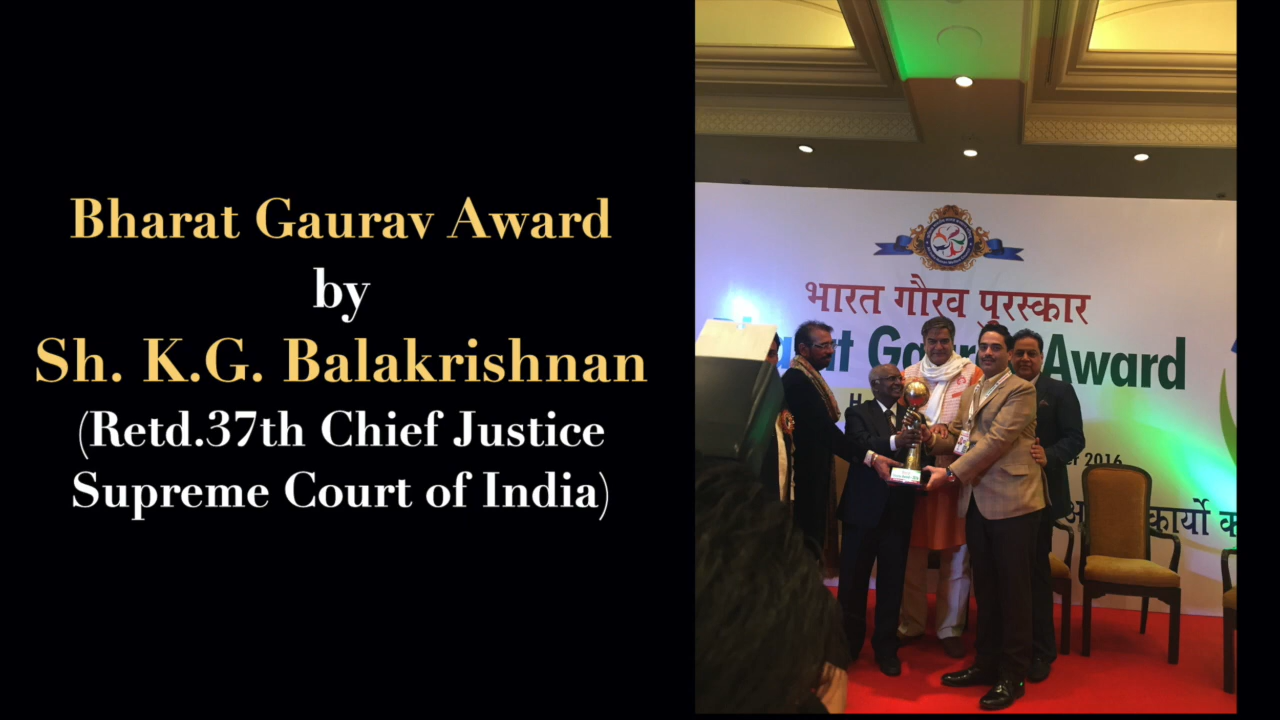 Bharat Gaurav Award
by
Sh. K.G. Balakrishnan
(Retd.37th Chief Justice
Supreme Court of India)
भारत गौरव पुरस्कार
Award
2016